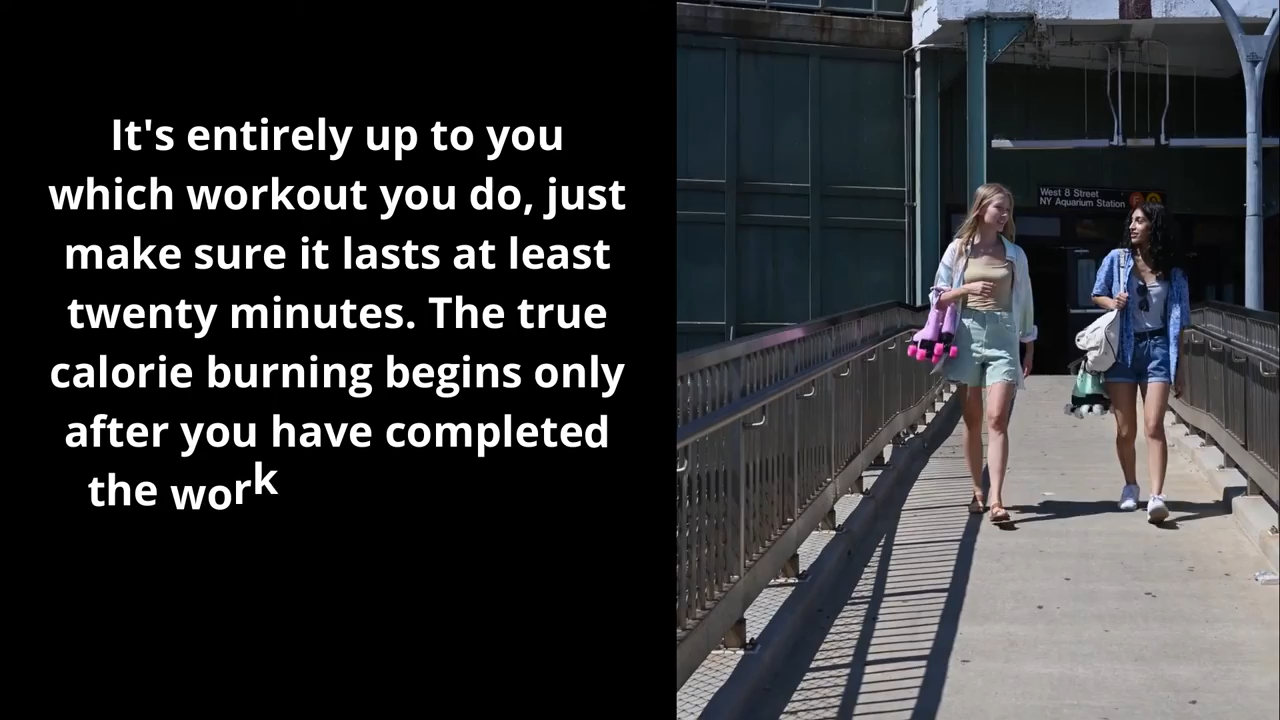 It's entirely up to you
which workout you do, just
make sure it lasts at least
twenty minutes. The true
calorie burning begins only
after you have completed
the work
West 8 Street
NY Aquarium Station